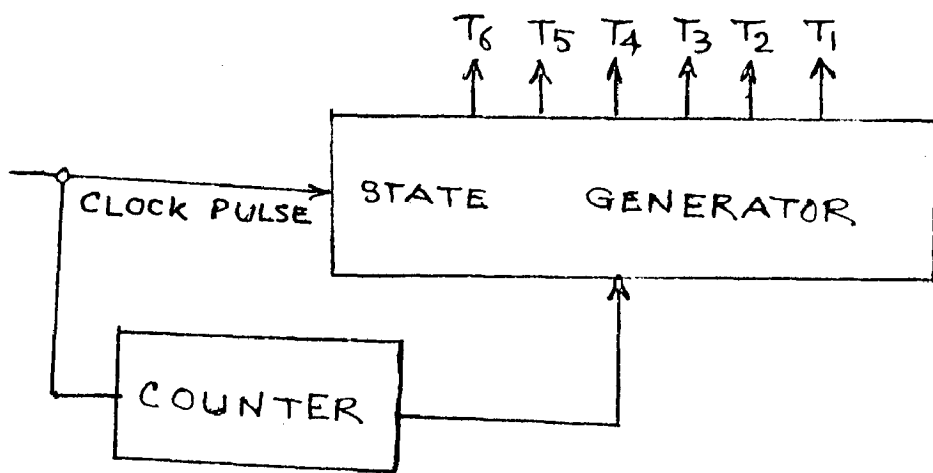 T6 T5 T4 T3 T2 T1
STATE GENERATOR
CLOCK PULSE
COUNTER